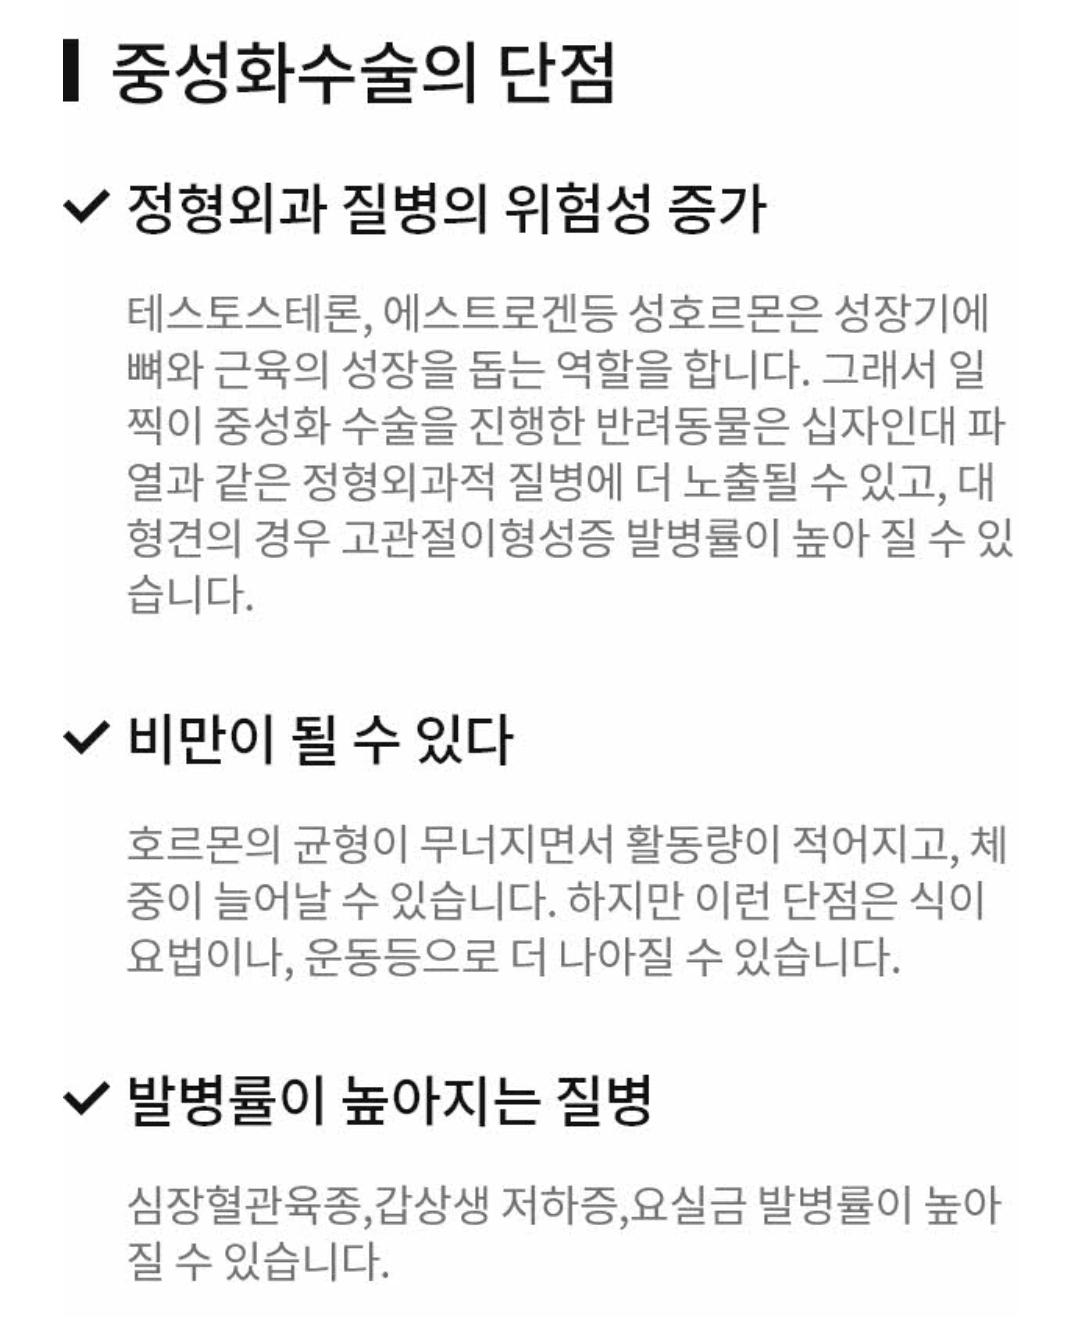 중성화수술의 단점
정형외과 질병의 위험성 증가
테스토스테론, 에스트로겐등 성호르몬은 성장기에
뼈와 근육의 성장을 돕는 역할을 합니다. 그래서 일
찍이 중성화 수술을 진행한 반려동물은 십자인대 파
열과 같은 정형외과적 질병에 더 노출될 수 있고, 대
형견의 경우 고관절이형성증 발병률이 높아 질 수 있
습니다.
비만이 될 수 있다
호르몬의 균형이 무너지면서 활동량이 적어지고, 체
중이 늘어날 수 있습니다. 하지만 이런 단점은 식이
요법이나, 운동등으로 더 나아질 수 있습니다.
발병률이 높아지는 질병
심장혈관육종,갑상생 저하증,요실금 발병률이 높아
질 수 있습니다.